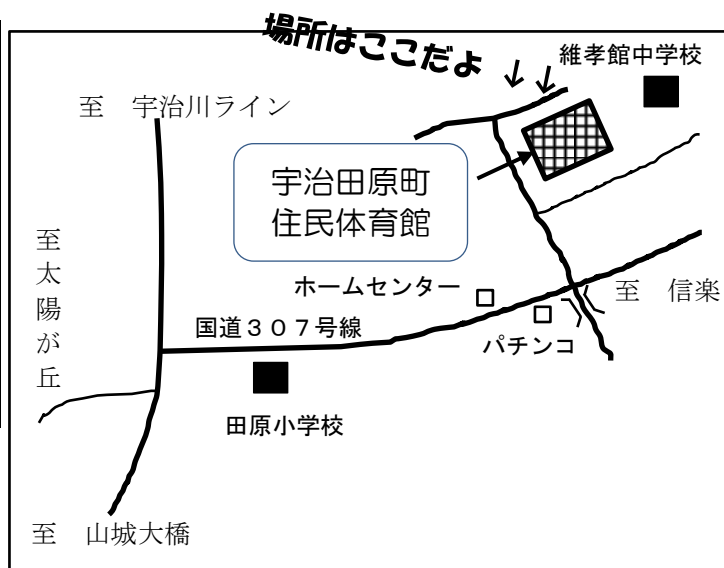 場所はここだよ
維孝館中学校
至　宇治川ライン
宇治田原町
住民体育館
至太陽が丘
ホームセンター
至　信楽
国道３０７号線
パチンコ
田原小学校
至　山城大橋